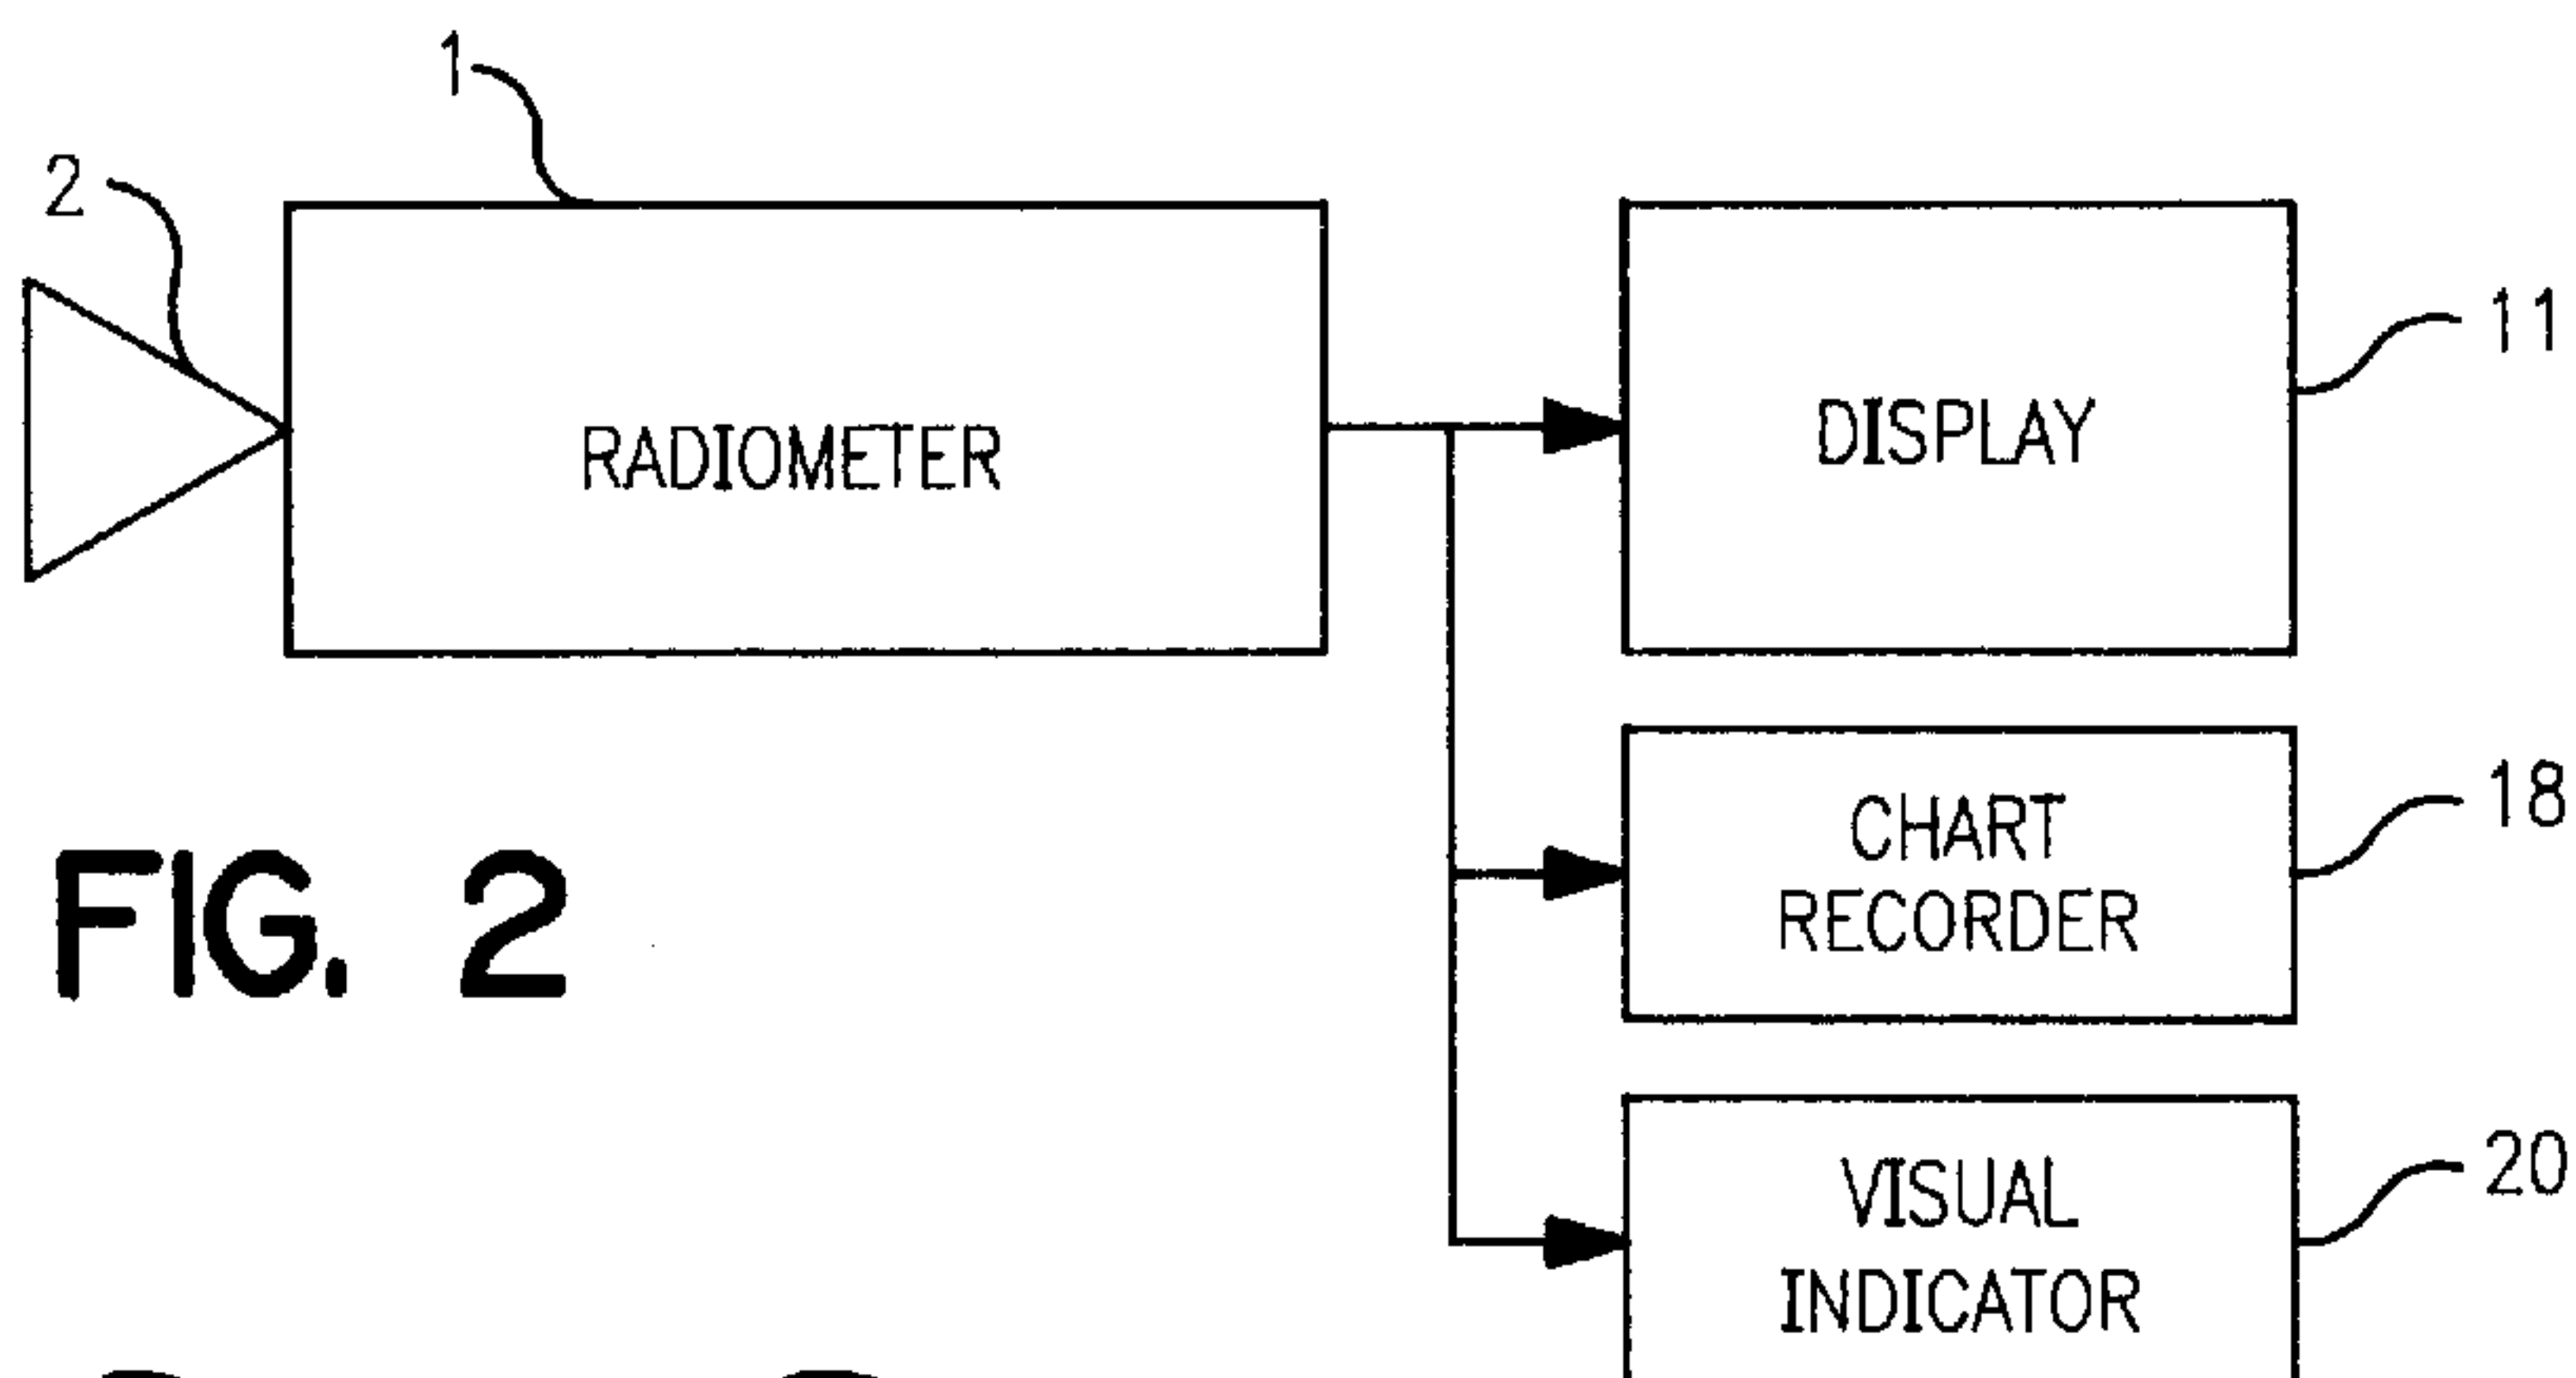 1
2
RADIOMETER
DISPLAY
11
FIG. 2
CHART
RECORDER
18
VISUAL
INDICATOR
20